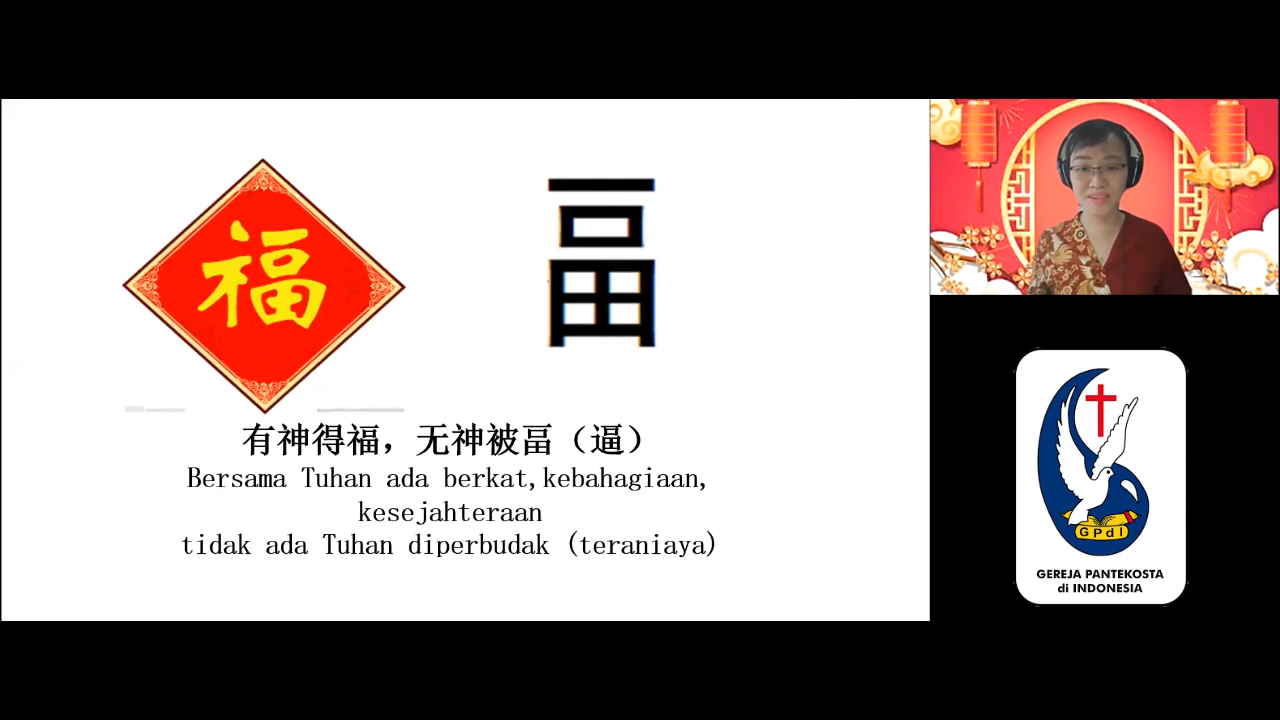 福
畐
有神得福，无神被畐（逼）
Bersama Tuhan ada berkat,kebahagiaan,
kesejahteraan
tidak ada Tuhan diperbudak (teraniaya)
GPdI
GEREJA PANTEKOSTA
di INDONESIA